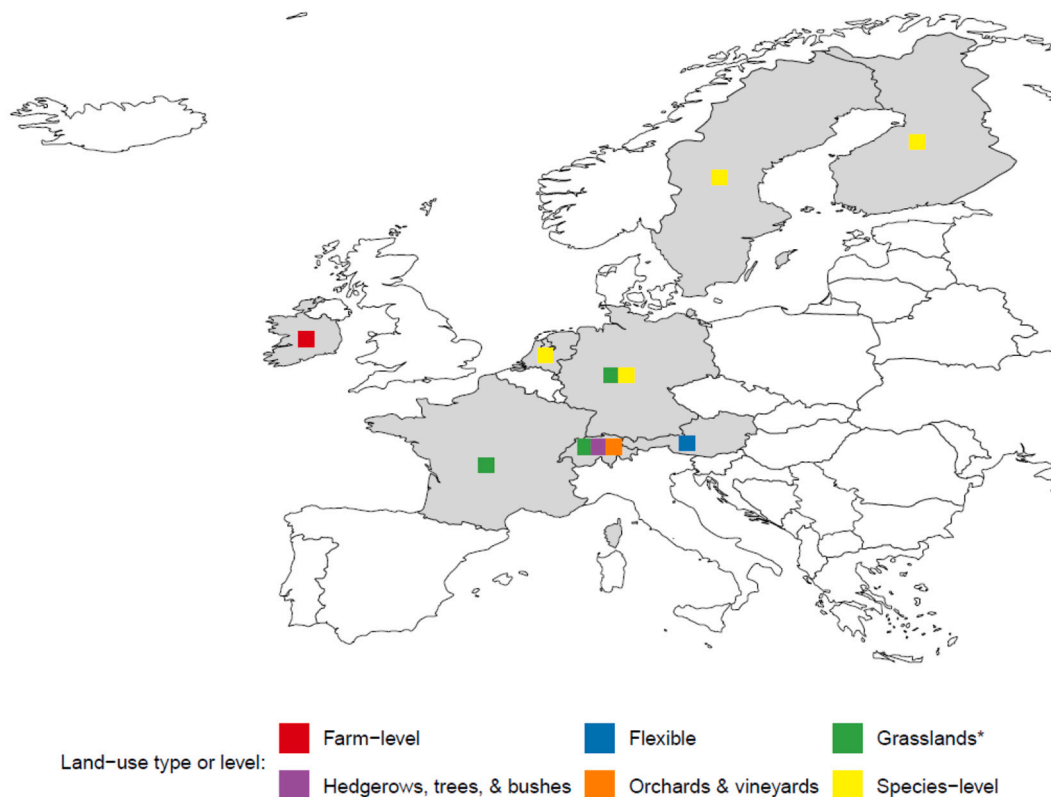 Farm−level Flexible Grasslands*
Land−use type or level:
Hedgerows, trees, & bushes Orchards & vineyards Species−level